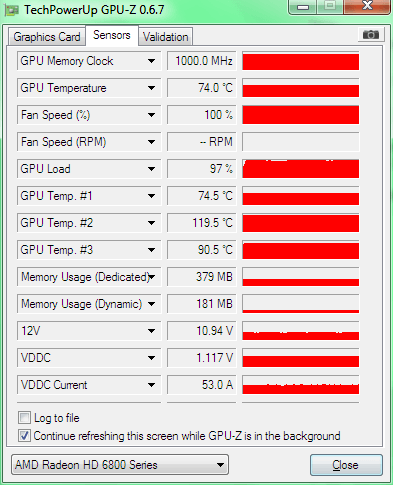 TechPowerUp GPU-Z 0.6.7
Graphics Card Sensors Validation
GPU Memory Clock 1000.0 MHz
GPU Temperature 74.0 °C
Fan Speed (%) 100 %
Fan Speed (RPM) -- RPM
GPU Load 97 %
GPU Temp. #1 74.5 °C
GPU Temp. #2 119.5 °C
GPU Temp. #3 90.5 °C
Memory Usage (Dedicated) 379 MB
Memory Usage (Dynamic) 181 MB
12V 10.94 V
VDDC 1.117 V
VDDC Current 53.0 A
Log to file
Continue refreshing this screen while GPU-Z is in the background
AMD Radeon HD 6800 Series Close